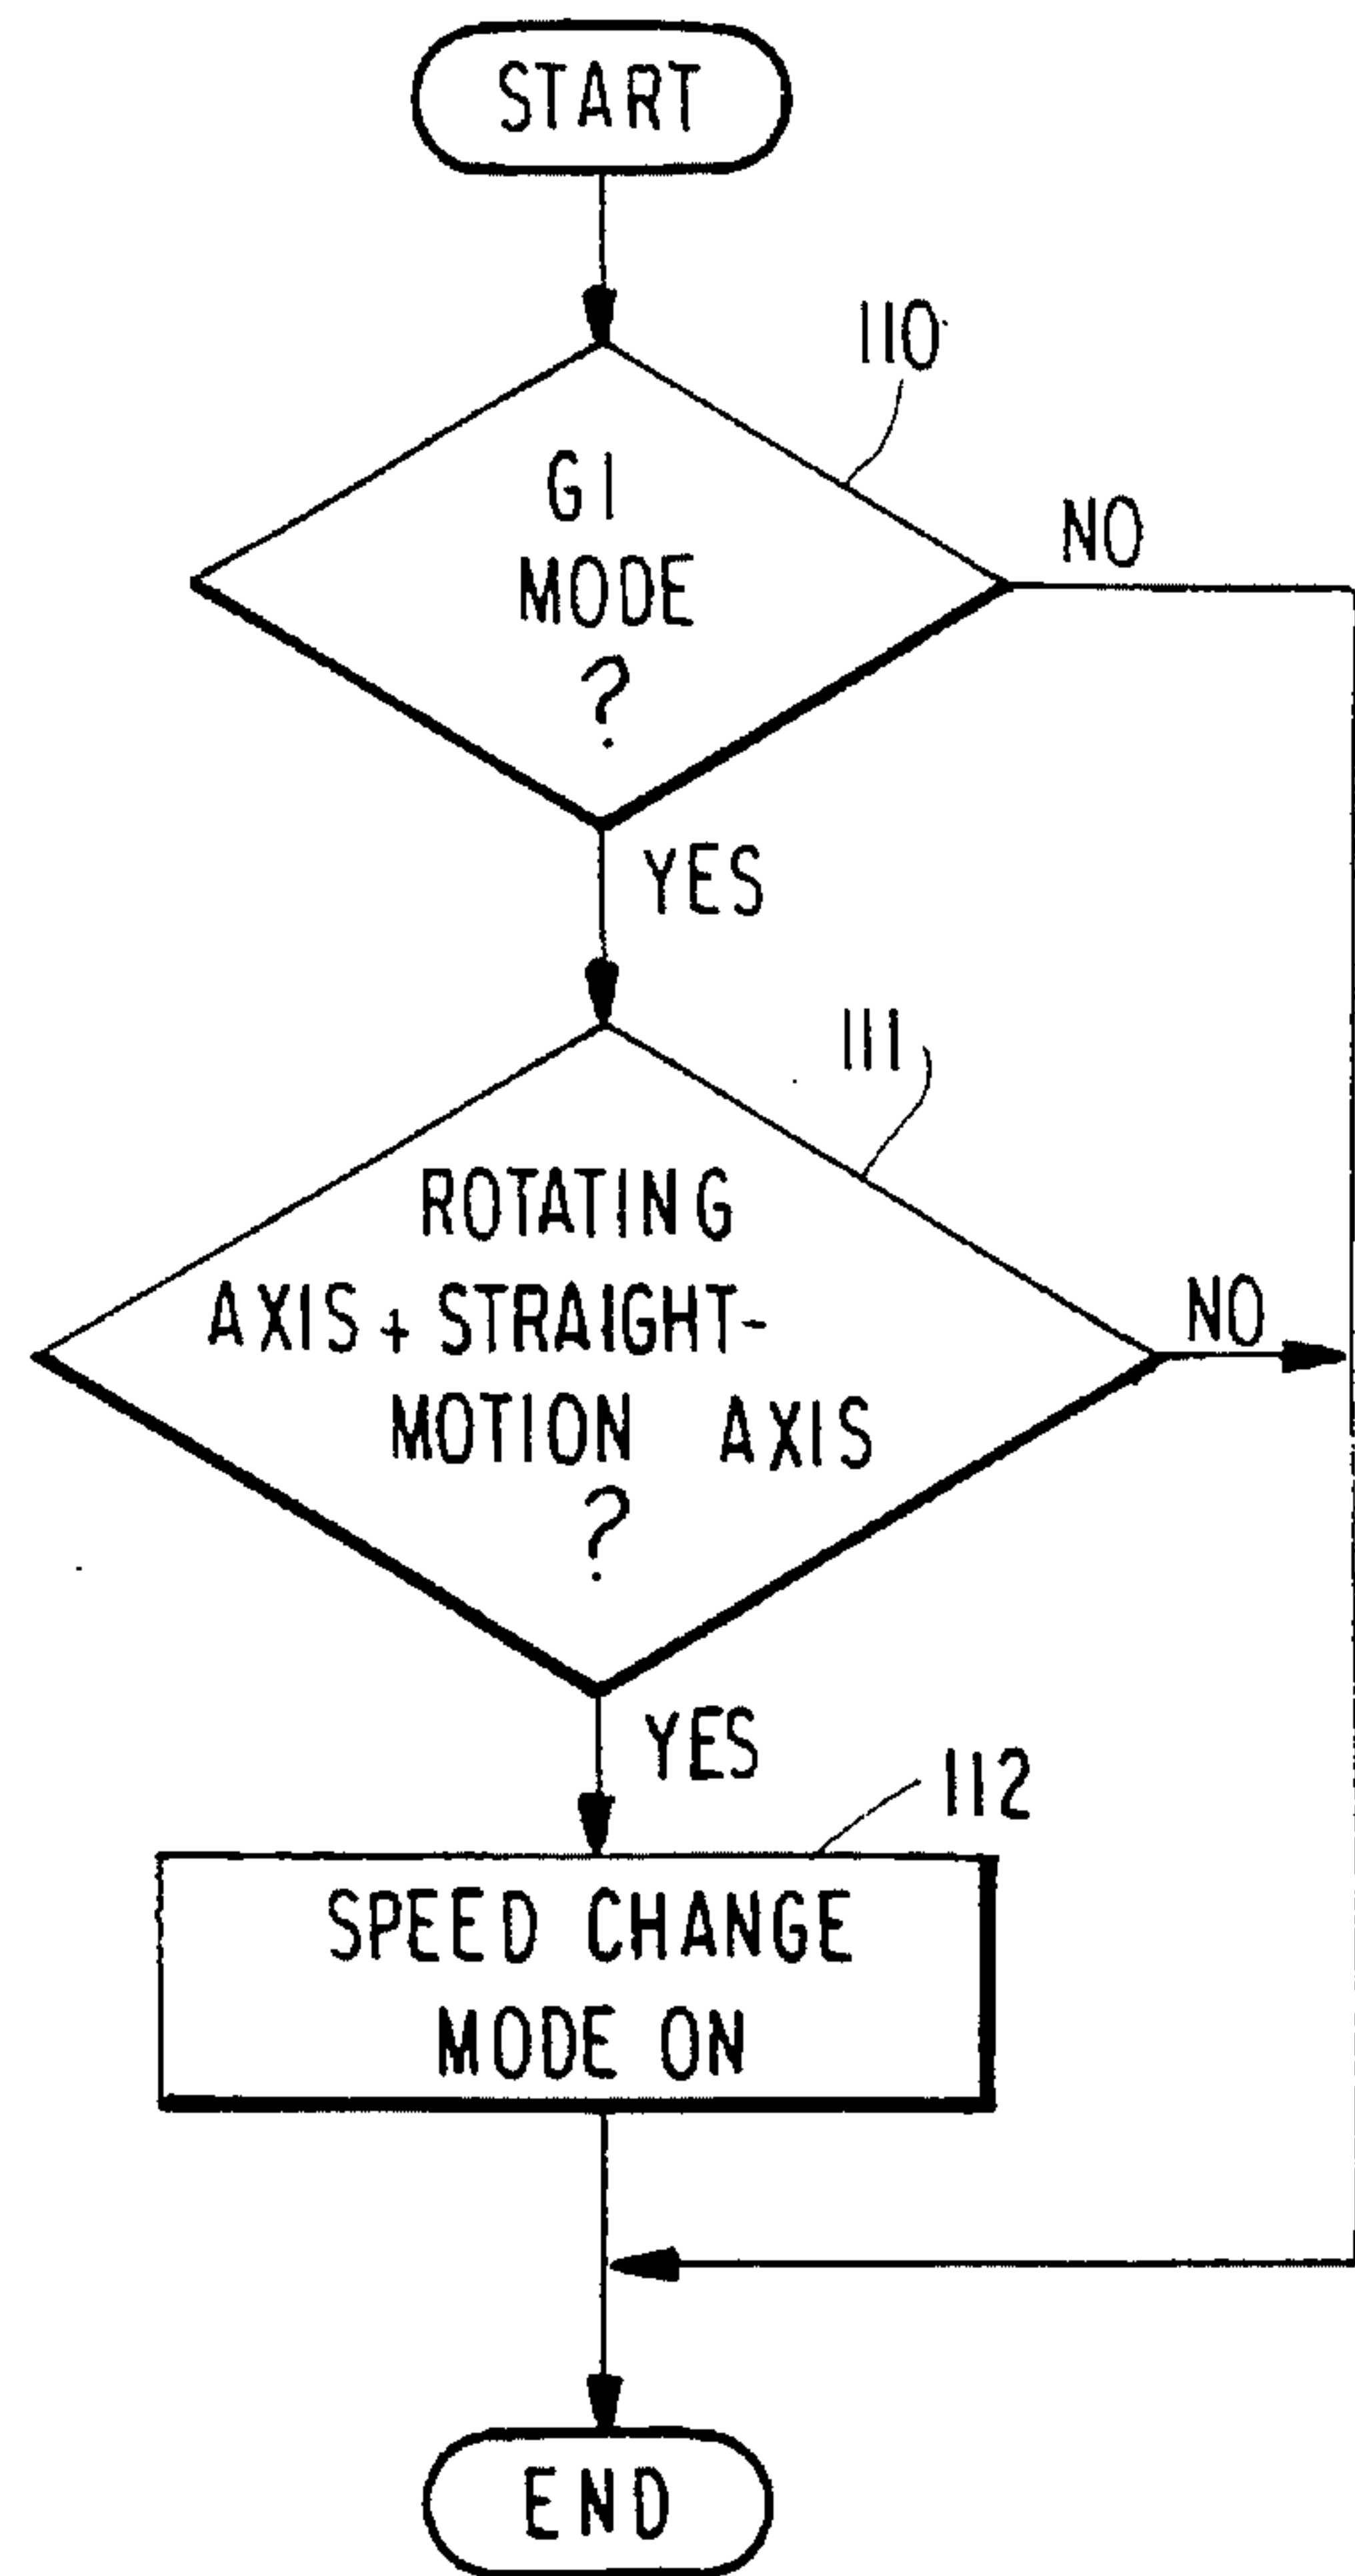 START
110
G1
MODE
?
NO
YES
111
ROTATING
AXIS + STRAIGHT-
MOTION AXIS
?
NO
YES
112
SPEED CHANGE
MODE ON
END